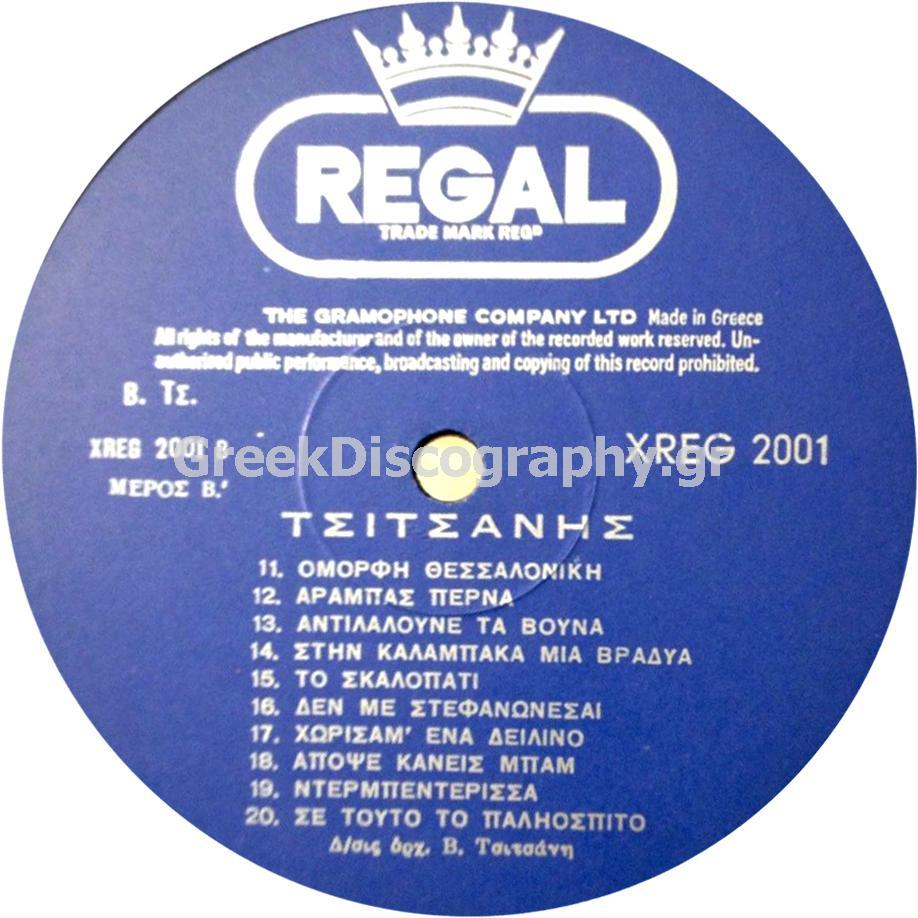 REGAL
TRADE MARK REGD
THE GRAMOPHONE COMPANY LTD Made in Greece
All rights of the manufacturer and of the owner of the recorded work reserved. Un-
authorised public performance, broadcasting and copying of this record prohibited.
Β. Τς.
XREG 2001 B
XREG 2001
GreekDiscography.gr
ΜΕΡΟΣ Β.'
ΤΣΙΤΣΑΝΗΣ
11. ΟΜΟΡΦΗ ΘΕΣΣΑΛΟΝΙΚΗ
12. ΑΡΑΜΠΑΣ ΠΕΡΝΑ
13. ΑΝΤΙΛΑΛΟΥΝΕ ΤΑ ΒΟΥΝΑ
14. ΣΤΗΝ ΚΑΛΑΜΠΑΚΑ ΜΙΑ ΒΡΑΔΥΑ
15. ΤΟ ΣΚΑΛΟΠΑΤΙ
16. ΔΕΝ ΜΕ ΣΤΕΦΑΝΩΝΕΣΑΙ
17. ΧΩΡΙΣΑΜ' ΕΝΑ ΔΕΙΛΙΝΟ
18. ΑΠΟΨΕ ΚΑΝΕΙΣ ΜΠΑΜ
19. ΝΤΕΡΜΠΕΝΤΕΡΙΣΣΑ
20. ΣΕ ΤΟΥΤΟ ΤΟ ΠΑΛΗΟΣΠΙΤΟ
Δ/σις ὀρχ. Β. Τσιτσάνη